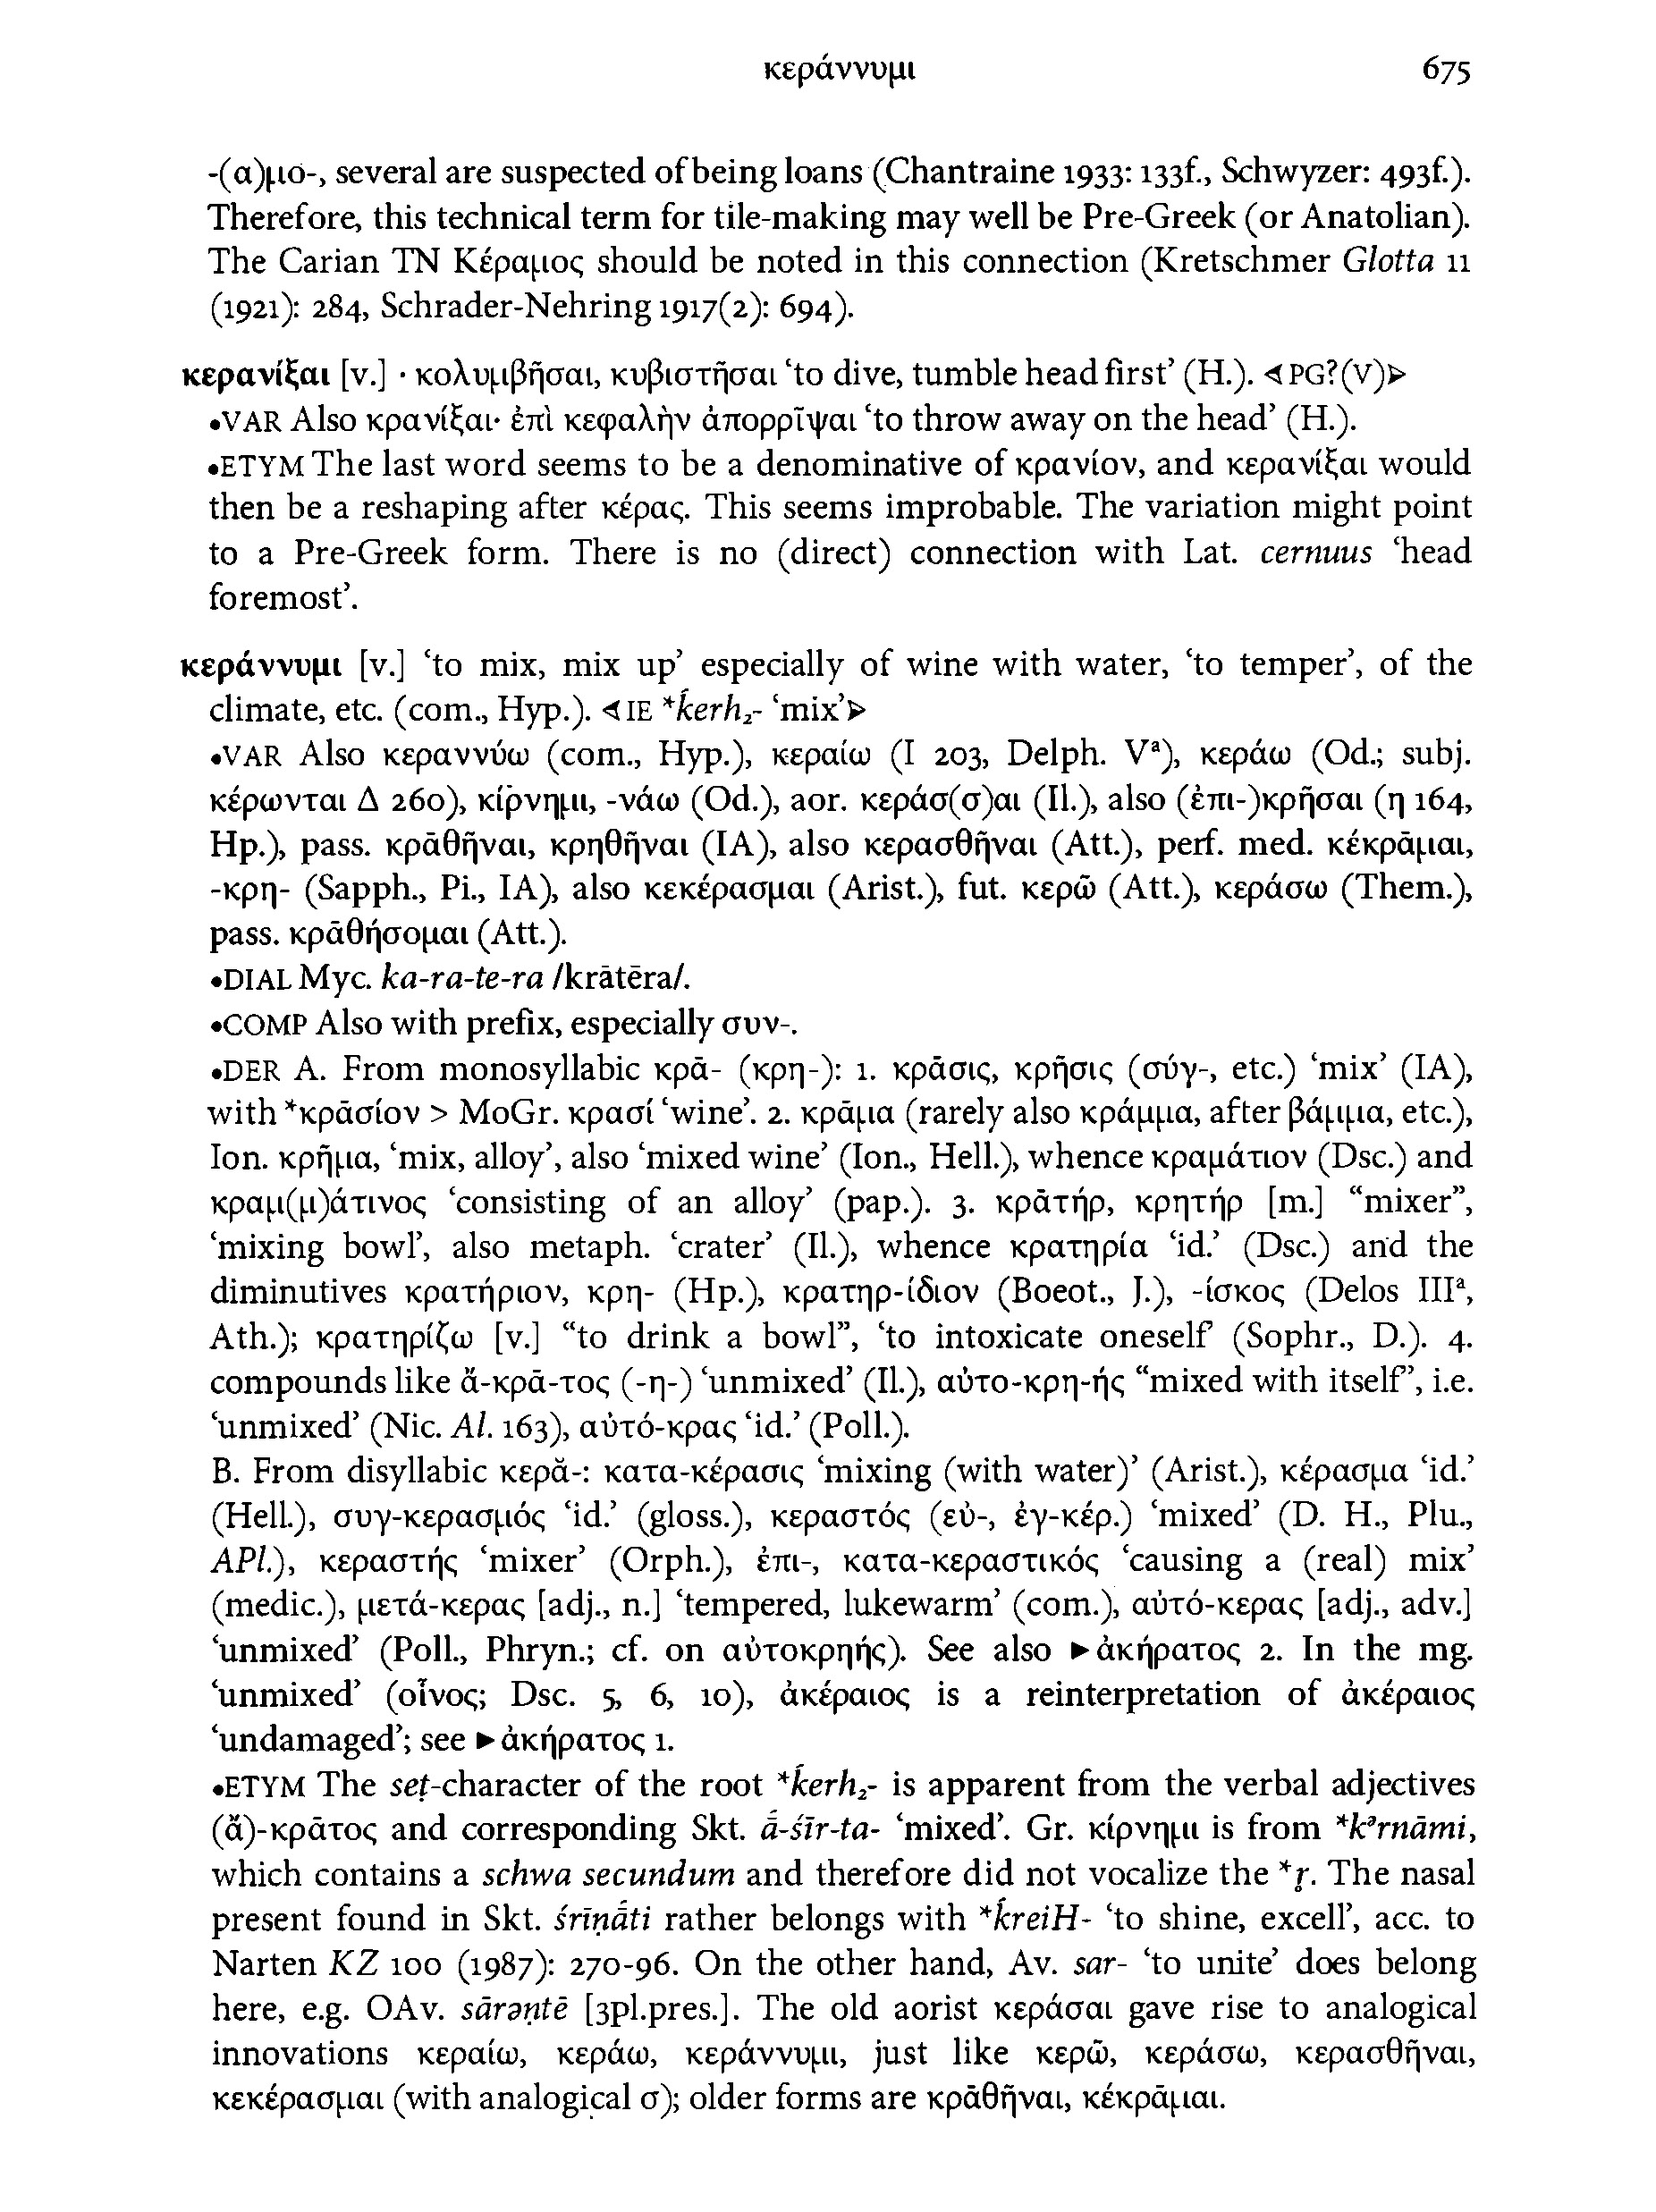 κεράννυμι 675
-(α)μο-, several are suspected of being loans (Chantraine 1933: 133f., Schwyzer: 493f.).
Therefore, this technical term for tile-making may well be Pre-Greek (or Anatolian).
The Carian TN Κέραμος should be noted in this connection (Kretschmer Glotta 11
(1921): 284, Schrader-Nehring 1917(2): 694).
κερανίξαι [v.] · κολυμβῆσαι, κυβιστῆσαι ‘to dive, tumble head first’ (H.). ⊲PG?(V)⊳
•VAR Also κρανίξαι· ἐπὶ κεφαλὴν ἀπορρῖψαι ‘to throw away on the head’ (H.).
•ETYM The last word seems to be a denominative of κρανίον, and κερανίξαι would
then be a reshaping after κέρας. This seems improbable. The variation might point
to a Pre-Greek form. There is no (direct) connection with Lat. cernuus ‘head
foremost’.
κεράννυμι [v.] ‘to mix, mix up’ especially of wine with water, ‘to temper’, of the
climate, etc. (com., Hyp.). ⊲IE *ḱerh₂- ‘mix’⊳
•VAR Also κεραννύω (com., Hyp.), κεραίω (I 203, Delph. Vᵃ), κεράω (Od.; subj.
κέρωνται Δ 260), κίρνημι, -νάω (Od.), aor. κεράσ(σ)αι (Il.), also (ἐπι-)κρῆσαι (η 164,
Hp.), pass. κρᾱθῆναι, κρηθῆναι (IA), also κερασθῆναι (Att.), perf. med. κέκρᾱμαι,
-κρη- (Sapph., Pi., IA), also κεκέρασμαι (Arist.), fut. κερῶ (Att.), κεράσω (Them.),
pass. κρᾱθήσομαι (Att.).
•DIAL Myc. ka-ra-te-ra /krātēra/.
•COMP Also with prefix, especially συν-.
•DER A. From monosyllabic κρᾱ- (κρη-): 1. κρᾶσις, κρῆσις (σύγ-, etc.) ‘mix’ (IA),
with *κρᾱσίον > MoGr. κρασί ‘wine’. 2. κρᾶμα (rarely also κράμμα, after βάμμα, etc.),
Ion. κρῆμα, ‘mix, alloy’, also ‘mixed wine’ (Ion., Hell.), whence κραμάτιον (Dsc.) and
κραμ(μ)άτινος ‘consisting of an alloy’ (pap.). 3. κρᾱτήρ, κρητήρ [m.] “mixer”,
‘mixing bowl’, also metaph. ‘crater’ (Il.), whence κρατηρία ‘id.’ (Dsc.) and the
diminutives κρατήριον, κρη- (Hp.), κρατηρ-ίδιον (Boeot., J.), -ίσκος (Delos IIIᵃ,
Ath.); κρατηρίζω [v.] “to drink a bowl”, ‘to intoxicate oneself’ (Sophr., D.). 4.
compounds like ἄ-κρᾱ-τος (-η-) ‘unmixed’ (Il.), αὐτο-κρη-ής “mixed with itself”, i.e.
‘unmixed’ (Nic. Al. 163), αὐτό-κρας ‘id.’ (Poll.).
B. From disyllabic κερᾰ-: κατα-κέρασις ‘mixing (with water)’ (Arist.), κέρασμα ‘id.’
(Hell.), συγ-κερασμός ‘id.’ (gloss.), κεραστός (εὐ-, ἐγ-κέρ.) ‘mixed’ (D. H., Plu.,
APl.), κεραστής ‘mixer’ (Orph.), ἐπι-, κατα-κεραστικός ‘causing a (real) mix’
(medic.), μετά-κερας [adj., n.] ‘tempered, lukewarm’ (com.), αὐτό-κερας [adj., adv.]
‘unmixed’ (Poll., Phryn.; cf. on αὐτοκρηής). See also ►ἀκήρατος 2. In the mg.
‘unmixed’ (οἶνος; Dsc. 5, 6, 10), ἀκέραιος is a reinterpretation of ἀκέραιος
‘undamaged’; see ►ἀκήρατος 1.
•ETYM The seṭ-character of the root *ḱerh₂- is apparent from the verbal adjectives
(ἄ)-κρᾱτος and corresponding Skt. ā́-śīr-ta- ‘mixed’. Gr. κίρνημι is from *kᵊrnāmi,
which contains a schwa secundum and therefore did not vocalize the *r̥. The nasal
present found in Skt. śrīṇā́ti rather belongs with *ḱreiH- ‘to shine, excell’, acc. to
Narten KZ 100 (1987): 270-96. On the other hand, Av. sar- ‘to unite’ does belong
here, e.g. OAv. sārəṇtē [3pl.pres.]. The old aorist κεράσαι gave rise to analogical
innovations κεραίω, κεράω, κεράννυμι, just like κερῶ, κεράσω, κερασθῆναι,
κεκέρασμαι (with analogical σ); older forms are κρᾱθῆναι, κέκρᾱμαι.